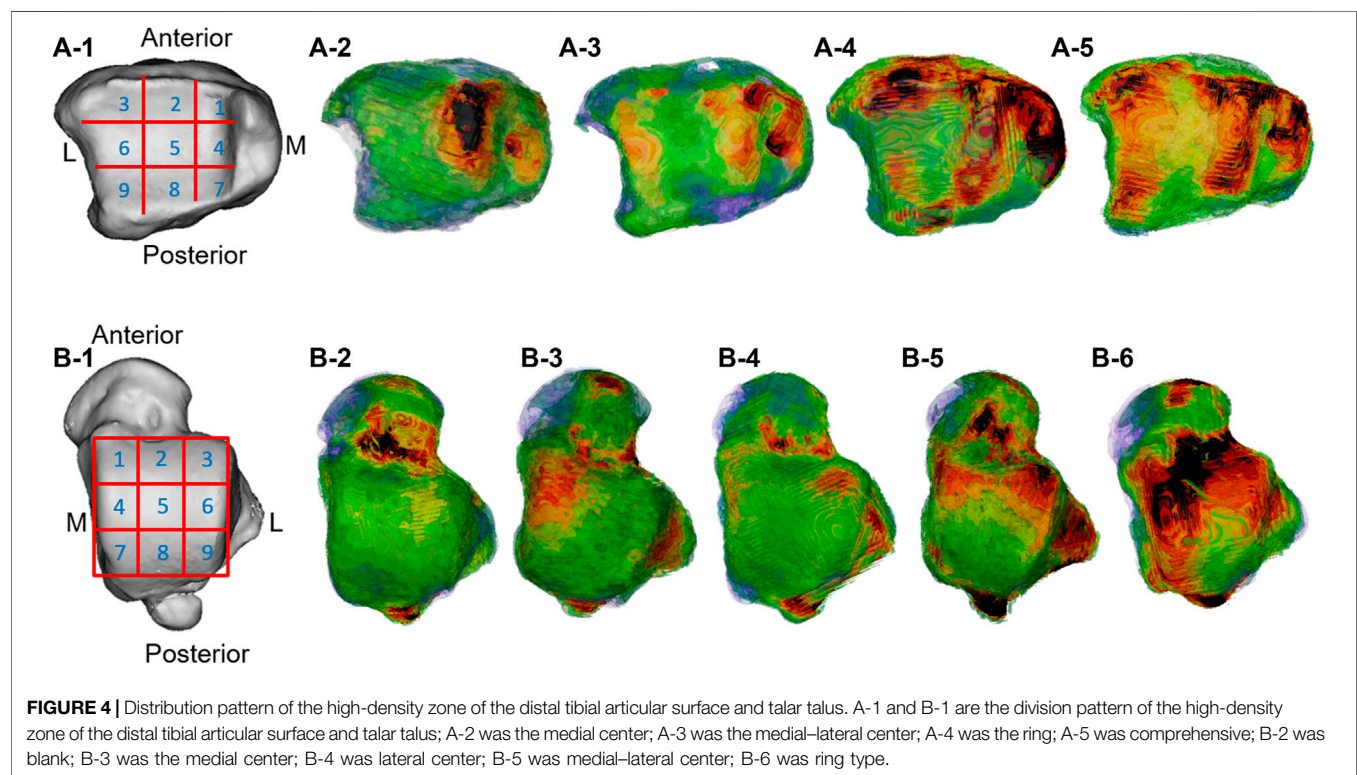 Anterior
A-1 A-2 A-3 A-4 A-5
3 2 1
L 6 5 4 M
9 8 7
Posterior
Anterior
B-1 B-2 B-3 B-4 B-5 B-6
1 2 3
4 5 6
M L
7 8 9
Posterior
FIGURE 4 | Distribution pattern of the high-density zone of the distal tibial articular surface and talar talus. A-1 and B-1 are the division pattern of the high-density
zone of the distal tibial articular surface and talar talus; A-2 was the medial center; A-3 was the medial–lateral center; A-4 was the ring; A-5 was comprehensive; B-2 was
blank; B-3 was the medial center; B-4 was lateral center; B-5 was medial–lateral center; B-6 was ring type.